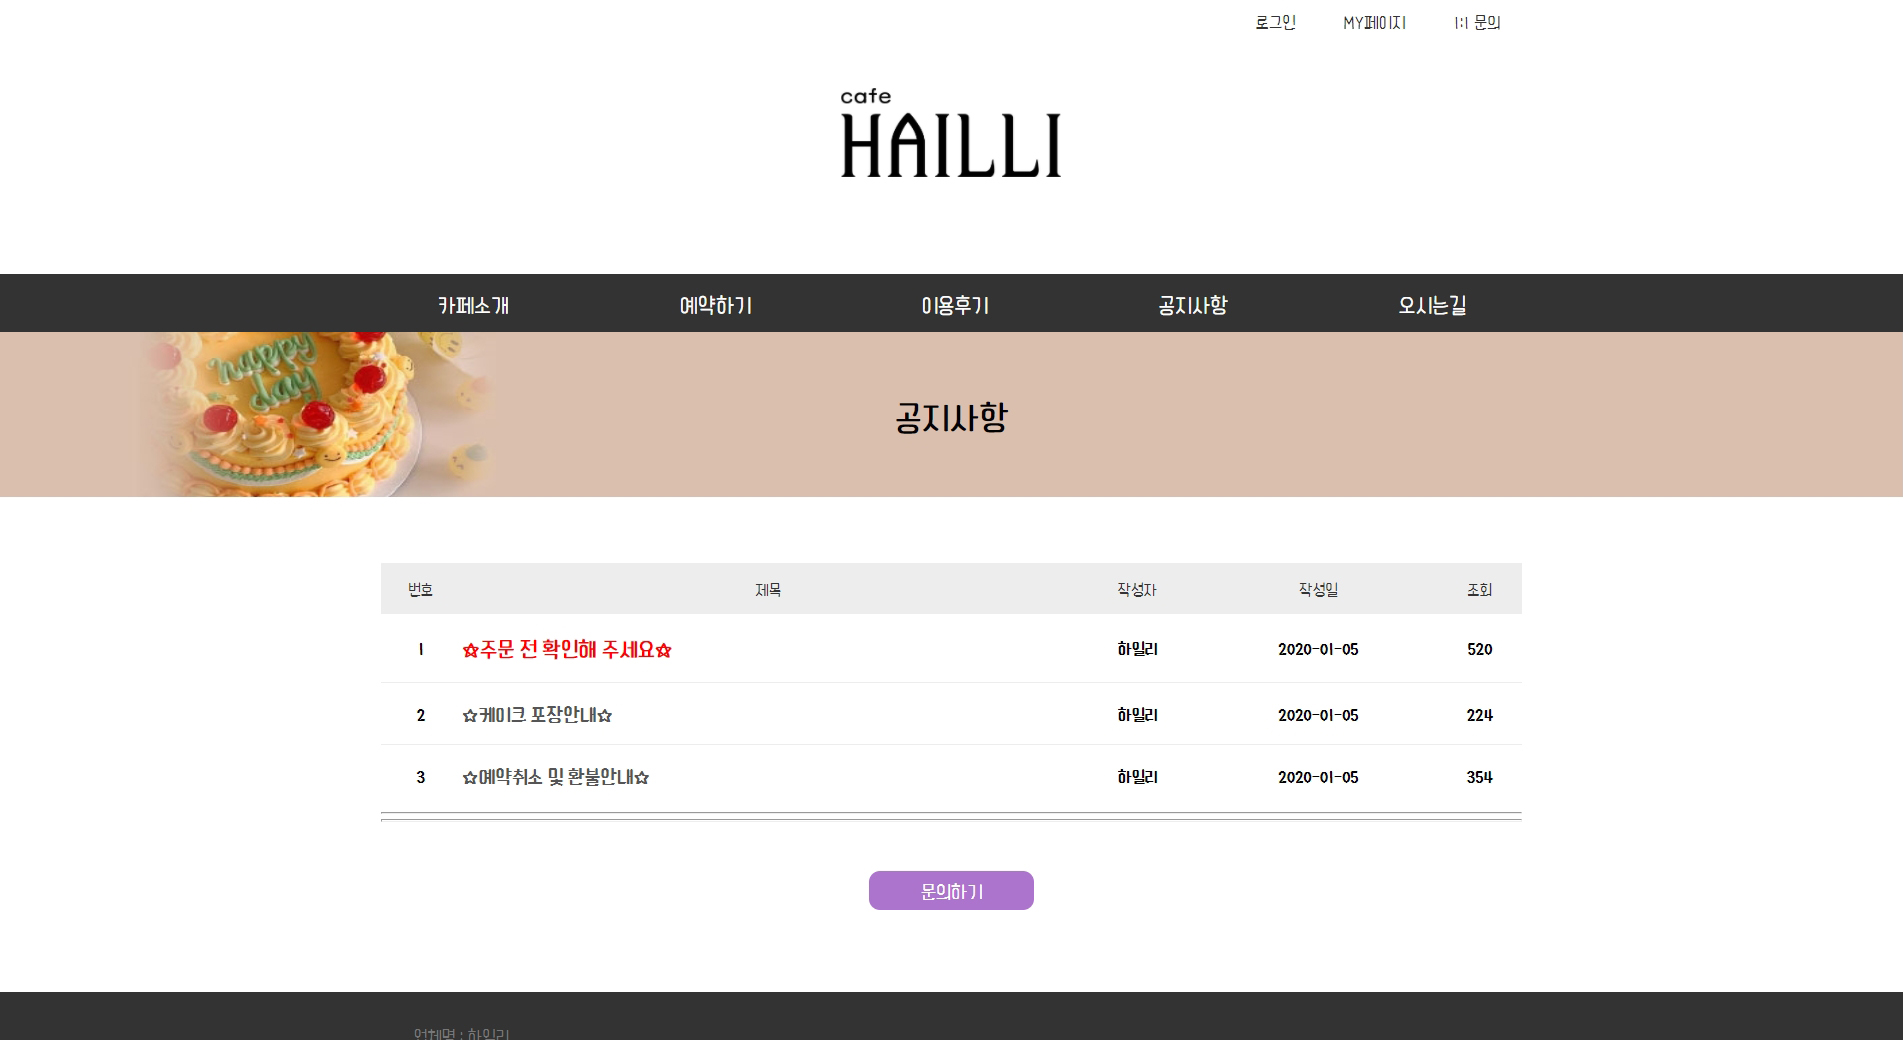 로그인 MY페이지 1:1 문의
cafe
HAILLI
카페소개 예약하기 이용후기 공지사항 오시는길
happy
day
공지사항
번호 제목 작성자 작성일 조회
1 ☆주문 전 확인해 주세요☆ 하밀리 2020-01-05 520
2 ☆케이크 포장안내☆ 하밀리 2020-01-05 224
3 ☆예약취소 및 환불안내☆ 하밀리 2020-01-05 354
문의하기
업체명 : 하밀리